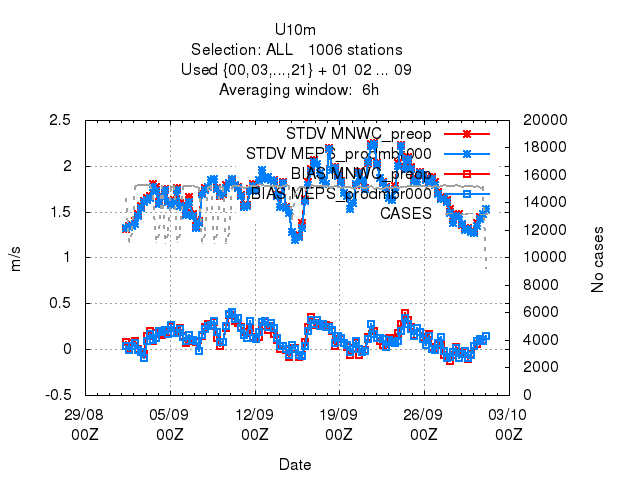 U10m
Selection: ALL 1006 stations
Used {00,03,...,21} + 01 02 ... 09
Averaging window: 6h
2.5
2
1.5
1
0.5
0
-0.5
m/s
20000
18000
16000
14000
12000
10000
8000
6000
4000
2000
0
No cases
STDV MNWC_preop
STDV MEPS_prodmbr000
BIAS MNWC_preop
BIAS MEPS_prodmbr000
CASES
29/08 05/09 12/09 19/09 26/09 03/10
00Z 00Z 00Z 00Z 00Z 00Z
Date